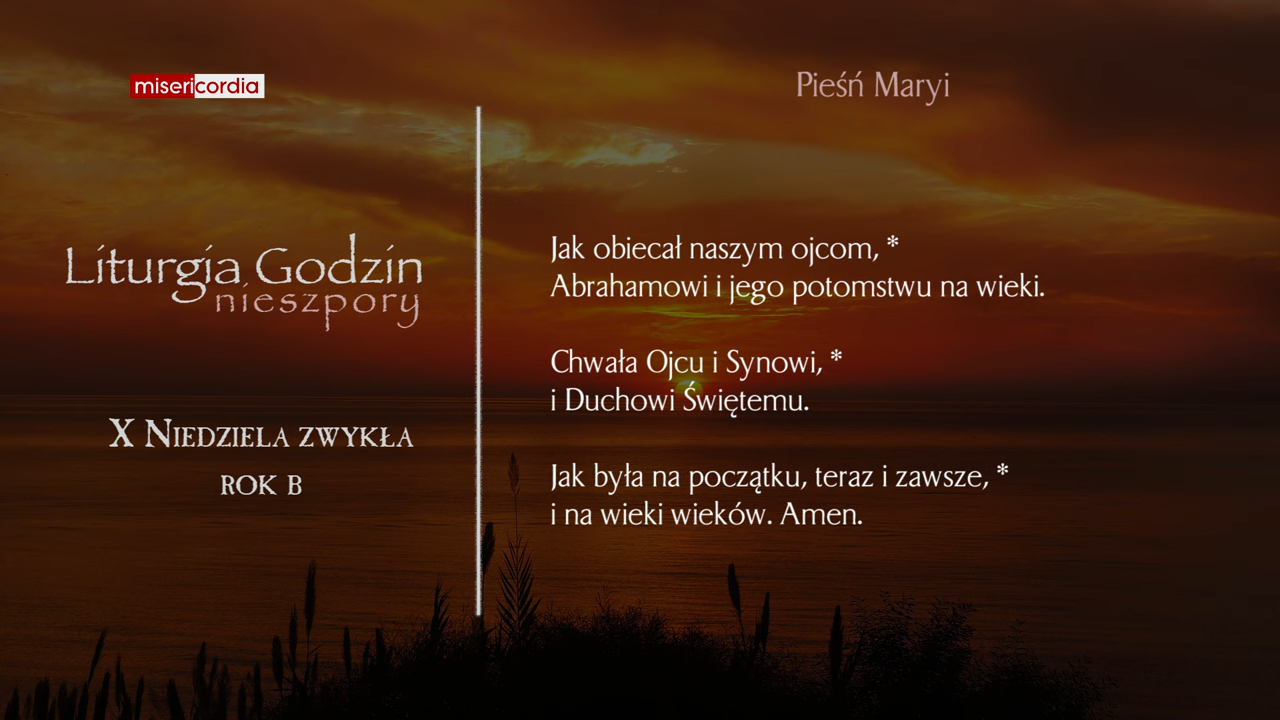 misericordia
Pieśń Maryi
Liturgia Godzin
nieszpory
X Niedziela zwykła
rok B
Jak obiecał naszym ojcom, *
Abrahamowi i jego potomstwu na wieki.
Chwała Ojcu i Synowi, *
i Duchowi Świętemu.
Jak była na początku, teraz i zawsze, *
i na wieki wieków. Amen.